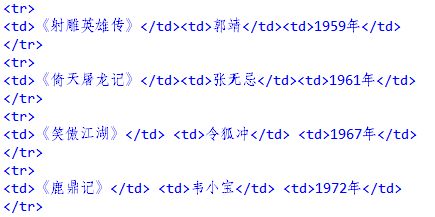 <tr>
<td>《射雕英雄传》</td><td>郭靖</td><td>1959年</td>
</tr>
<tr>
<td>《倚天屠龙记》</td><td>张无忌</td><td>1961年</td>
</tr>
<tr>
<td>《笑傲江湖》</td> <td>令狐冲</td> <td>1967年</td>
</tr>
<tr>
<td>《鹿鼎记》</td> <td>韦小宝</td> <td>1972年</td>
</tr>